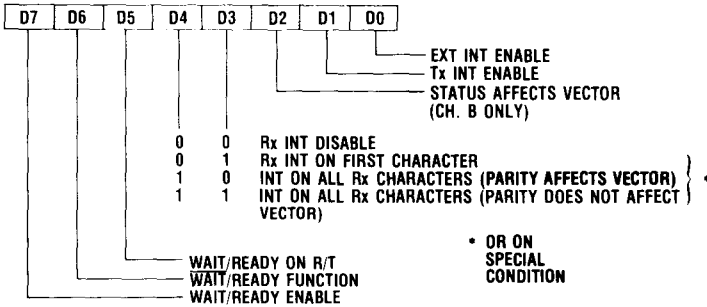 D7 D6 D5 D4 D3 D2 D1 D0
EXT INT ENABLE
Tx INT ENABLE
STATUS AFFECTS VECTOR
(CH. B ONLY)
0 0 Rx INT DISABLE
0 1 Rx INT ON FIRST CHARACTER
1 0 INT ON ALL Rx CHARACTERS (PARITY AFFECTS VECTOR)
1 1 INT ON ALL Rx CHARACTERS (PARITY DOES NOT AFFECT
VECTOR)
* OR ON
SPECIAL
CONDITION
WAIT/READY ON R/T
WAIT/READY FUNCTION
WAIT/READY ENABLE